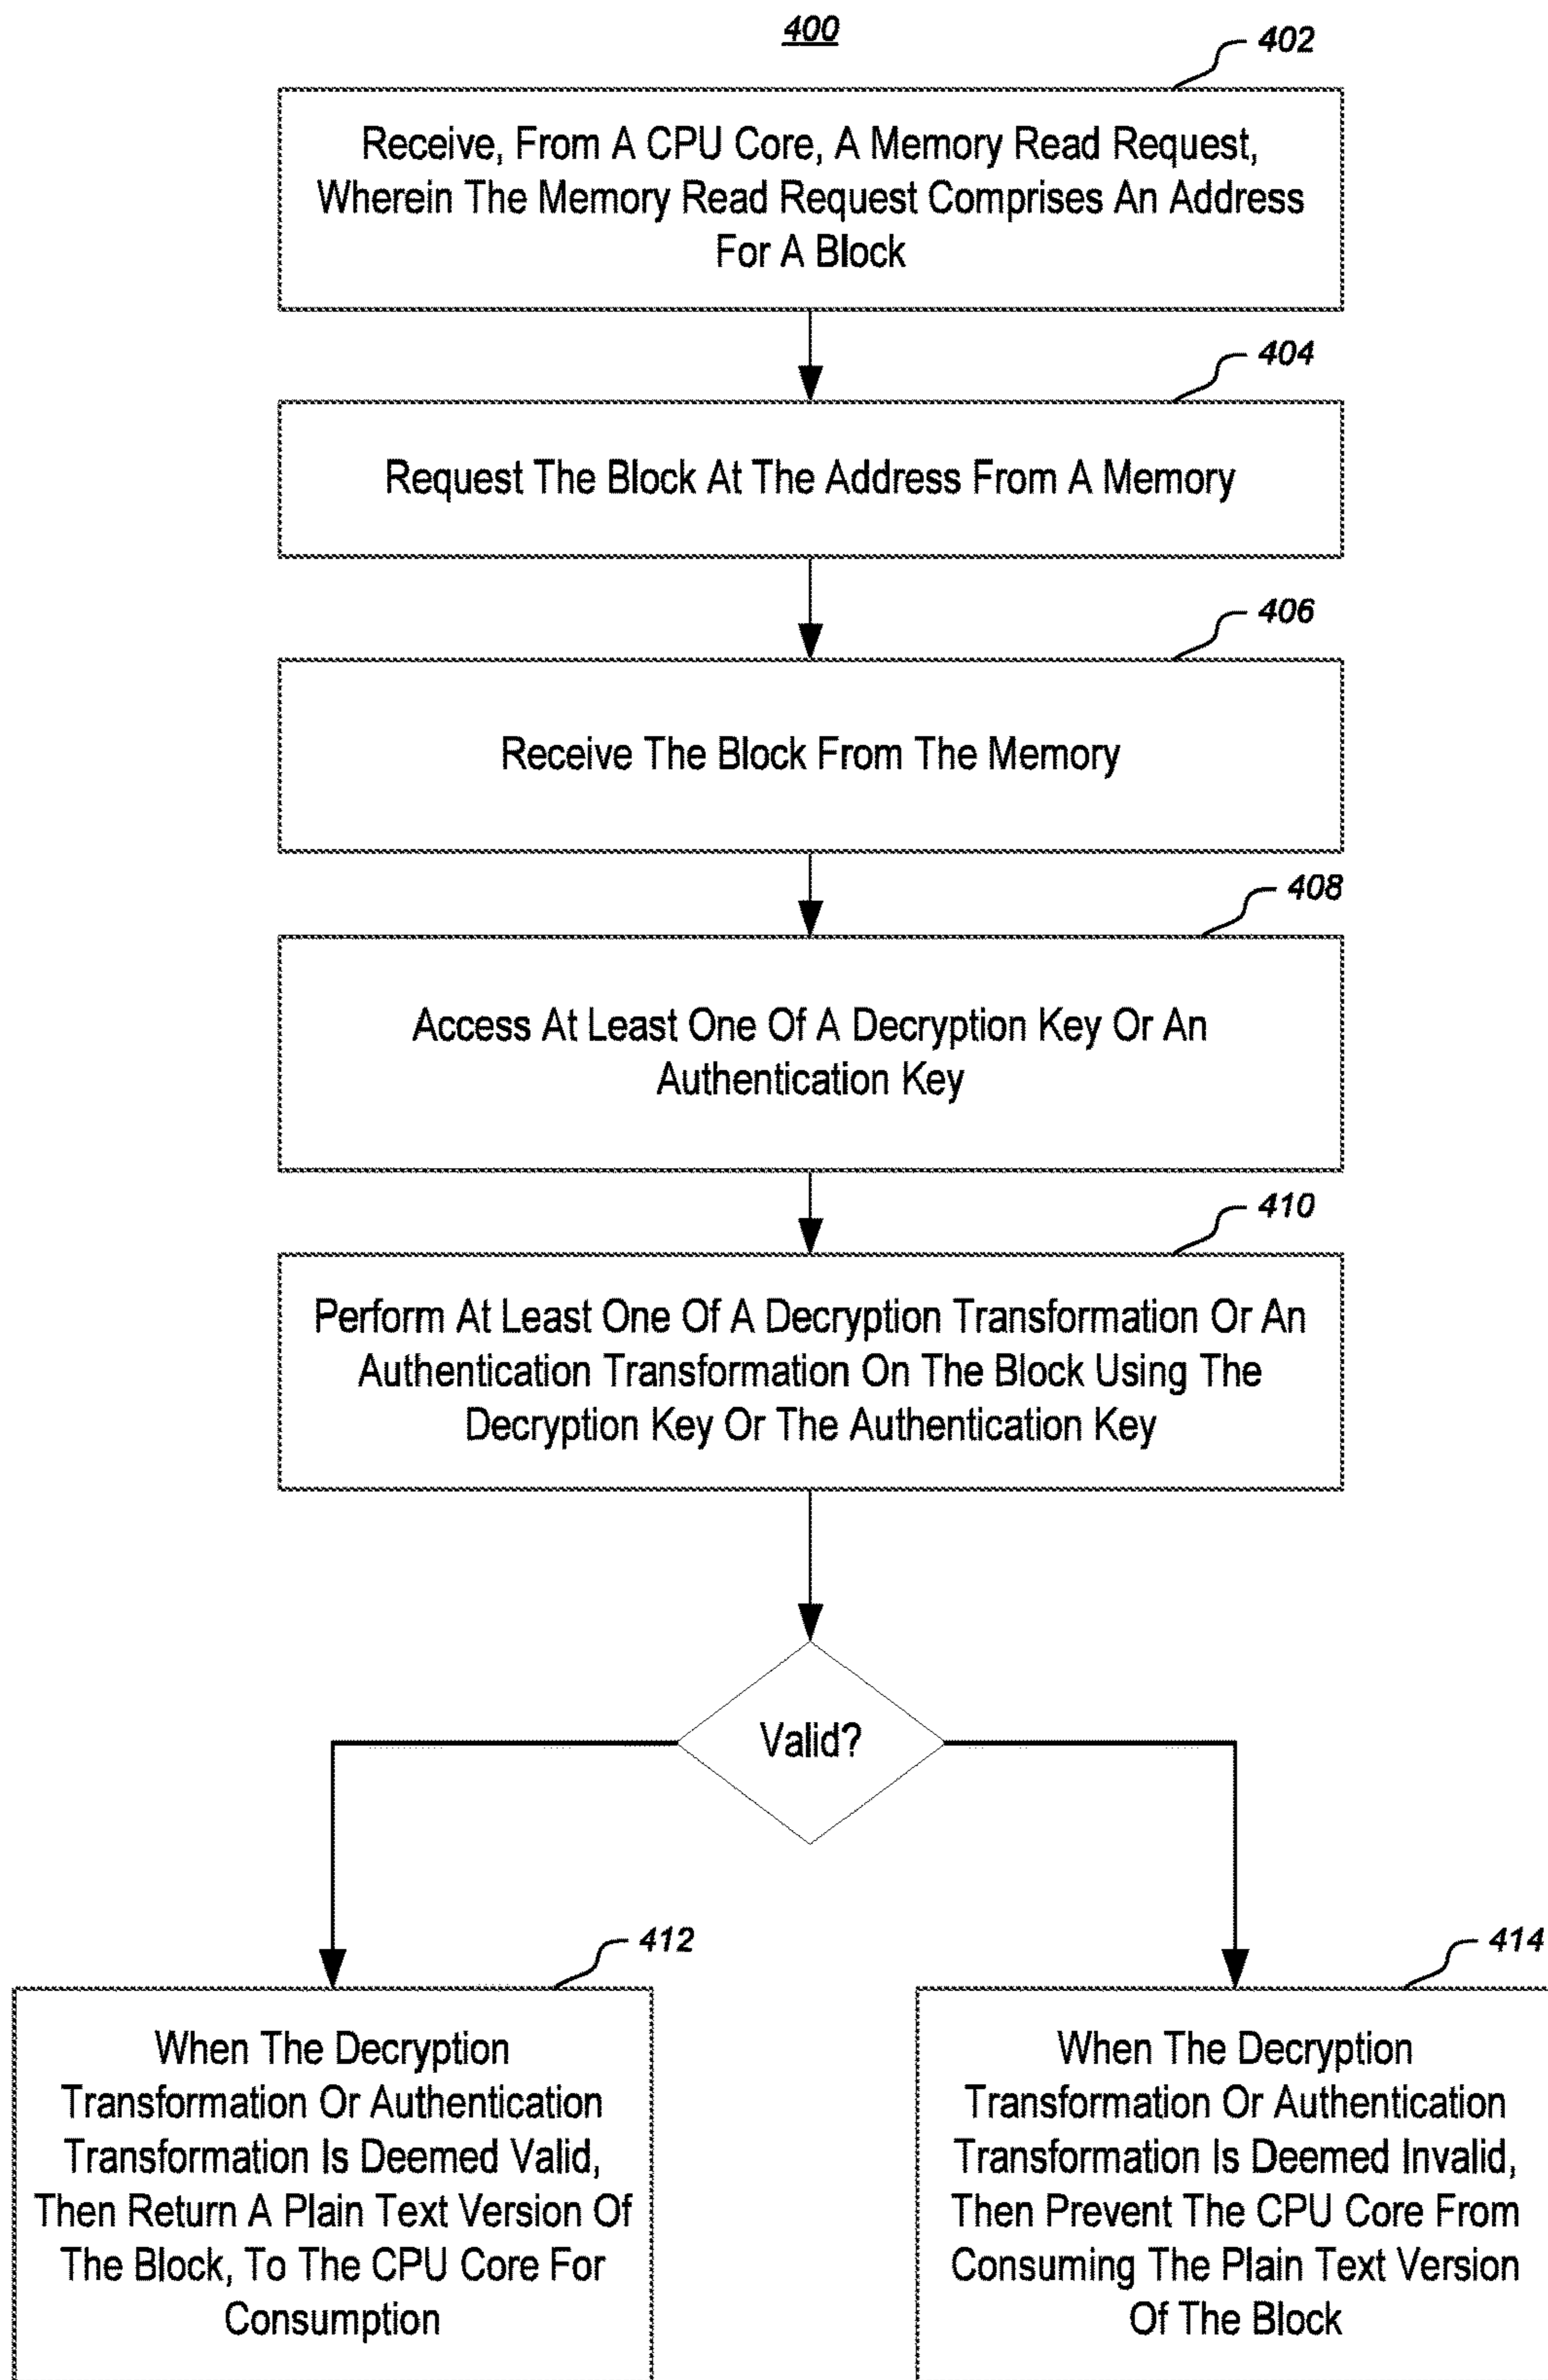 400
402
Receive, From A CPU Core, A Memory Read Request,
Wherein The Memory Read Request Comprises An Address
For A Block
404
Request The Block At The Address From A Memory
406
Receive The Block From The Memory
408
Access At Least One Of A Decryption Key Or An
Authentication Key
410
Perform At Least One Of A Decryption Transformation Or An
Authentication Transformation On The Block Using The
Decryption Key Or The Authentication Key
Valid?
412
When The Decryption
Transformation Or Authentication
Transformation Is Deemed Valid,
Then Return A Plain Text Version Of
The Block, To The CPU Core For
Consumption
414
When The Decryption
Transformation Or Authentication
Transformation Is Deemed Invalid,
Then Prevent The CPU Core From
Consuming The Plain Text Version
Of The Block